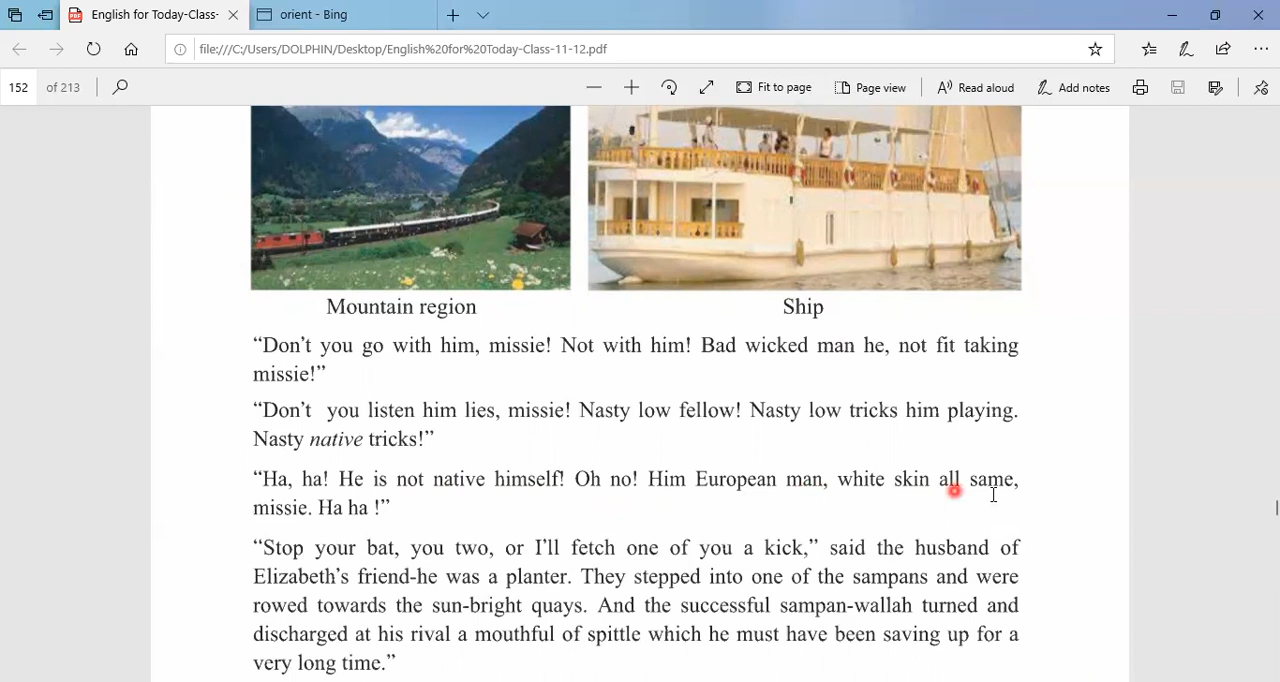 English for Today-Class-
orient - Bing
file:///C:/Users/DOLPHIN/Desktop/English%20for%20Today-Class-11-12.pdf
152 of 213
Fit to page
Page view
Read aloud
Add notes
Mountain region
Ship
“Don’t you go with him, missie! Not with him! Bad wicked man he, not fit taking
missie!”
“Don’t you listen him lies, missie! Nasty low fellow! Nasty low tricks him playing.
Nasty native tricks!”
“Ha, ha! He is not native himself! Oh no! Him European man, white skin all same,
missie. Ha ha !”
“Stop your bat, you two, or I’ll fetch one of you a kick,” said the husband of
Elizabeth’s friend-he was a planter. They stepped into one of the sampans and were
rowed towards the sun-bright quays. And the successful sampan-wallah turned and
discharged at his rival a mouthful of spittle which he must have been saving up for a
very long time.”